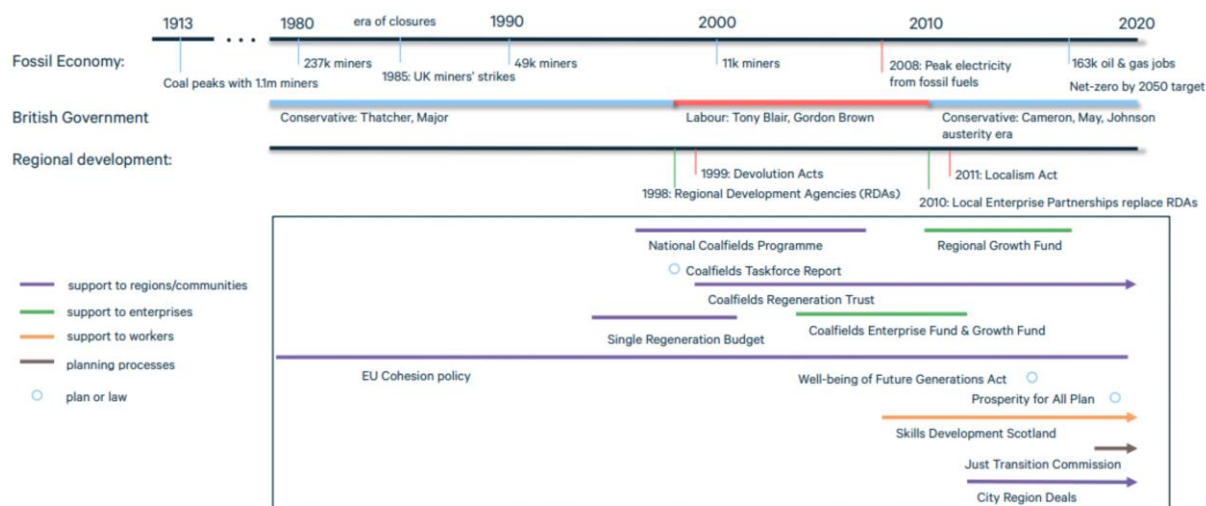 1913
1980
era of closures
1990
2000
2010
2020
Fossil Economy:
Coal peaks with 1.1m miners
237k miners
1985: UK miners' strikes
49k miners
11k miners
2008: Peak electricity
from fossil fuels
163k oil & gas jobs
Net-zero by 2050 target
British Government
Conservative: Thatcher, Major
Labour: Tony Blair, Gordon Brown
Conservative: Cameron, May, Johnson
austerity era
Regional development:
1999: Devolution Acts
1998: Regional Development Agencies (RDAs)
2011: Localism Act
2010: Local Enterprise Partnerships replace RDAs
National Coalfields Programme
Regional Growth Fund
Coalfields Taskforce Report
Coalfields Regeneration Trust
Single Regeneration Budget
Coalfields Enterprise Fund & Growth Fund
EU Cohesion policy
Well-being of Future Generations Act
Prosperity for All Plan
Skills Development Scotland
Just Transition Commission
City Region Deals
support to regions/communities
support to enterprises
support to workers
planning processes
plan or law